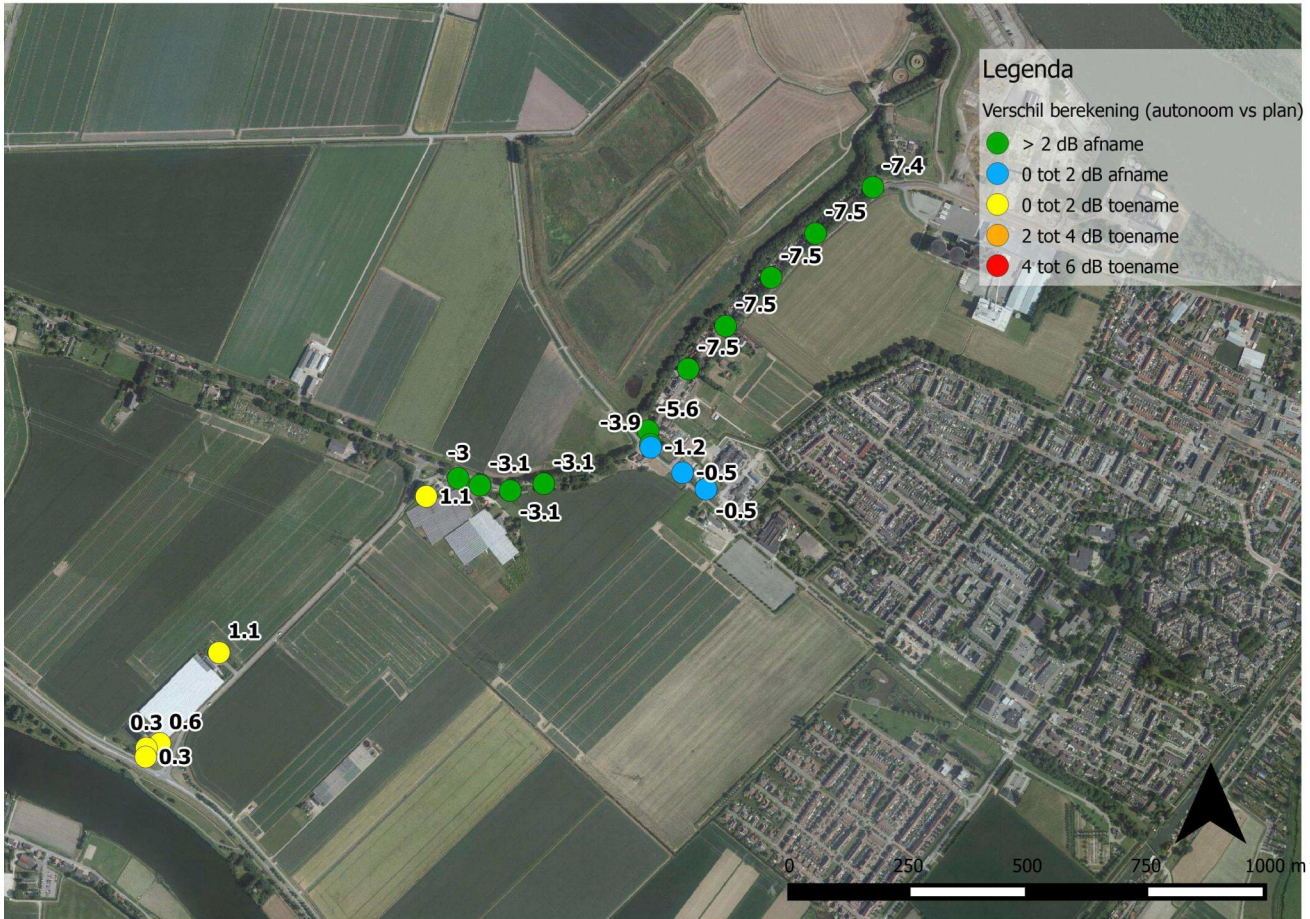 Legenda
Verschil berekening (autonoom vs plan)
> 2 dB afname
0 tot 2 dB afname
0 tot 2 dB toename
2 tot 4 dB toename
4 tot 6 dB toename
-7.4
-7.5
-7.5
-7.5
-7.5
-5.6
-3.9
-1.2
-0.5
-0.5
-3
-3.1
-3.1
-3.1
1.1
1.1
0.3 0.6
0.3
0 250 500 750 1000 m